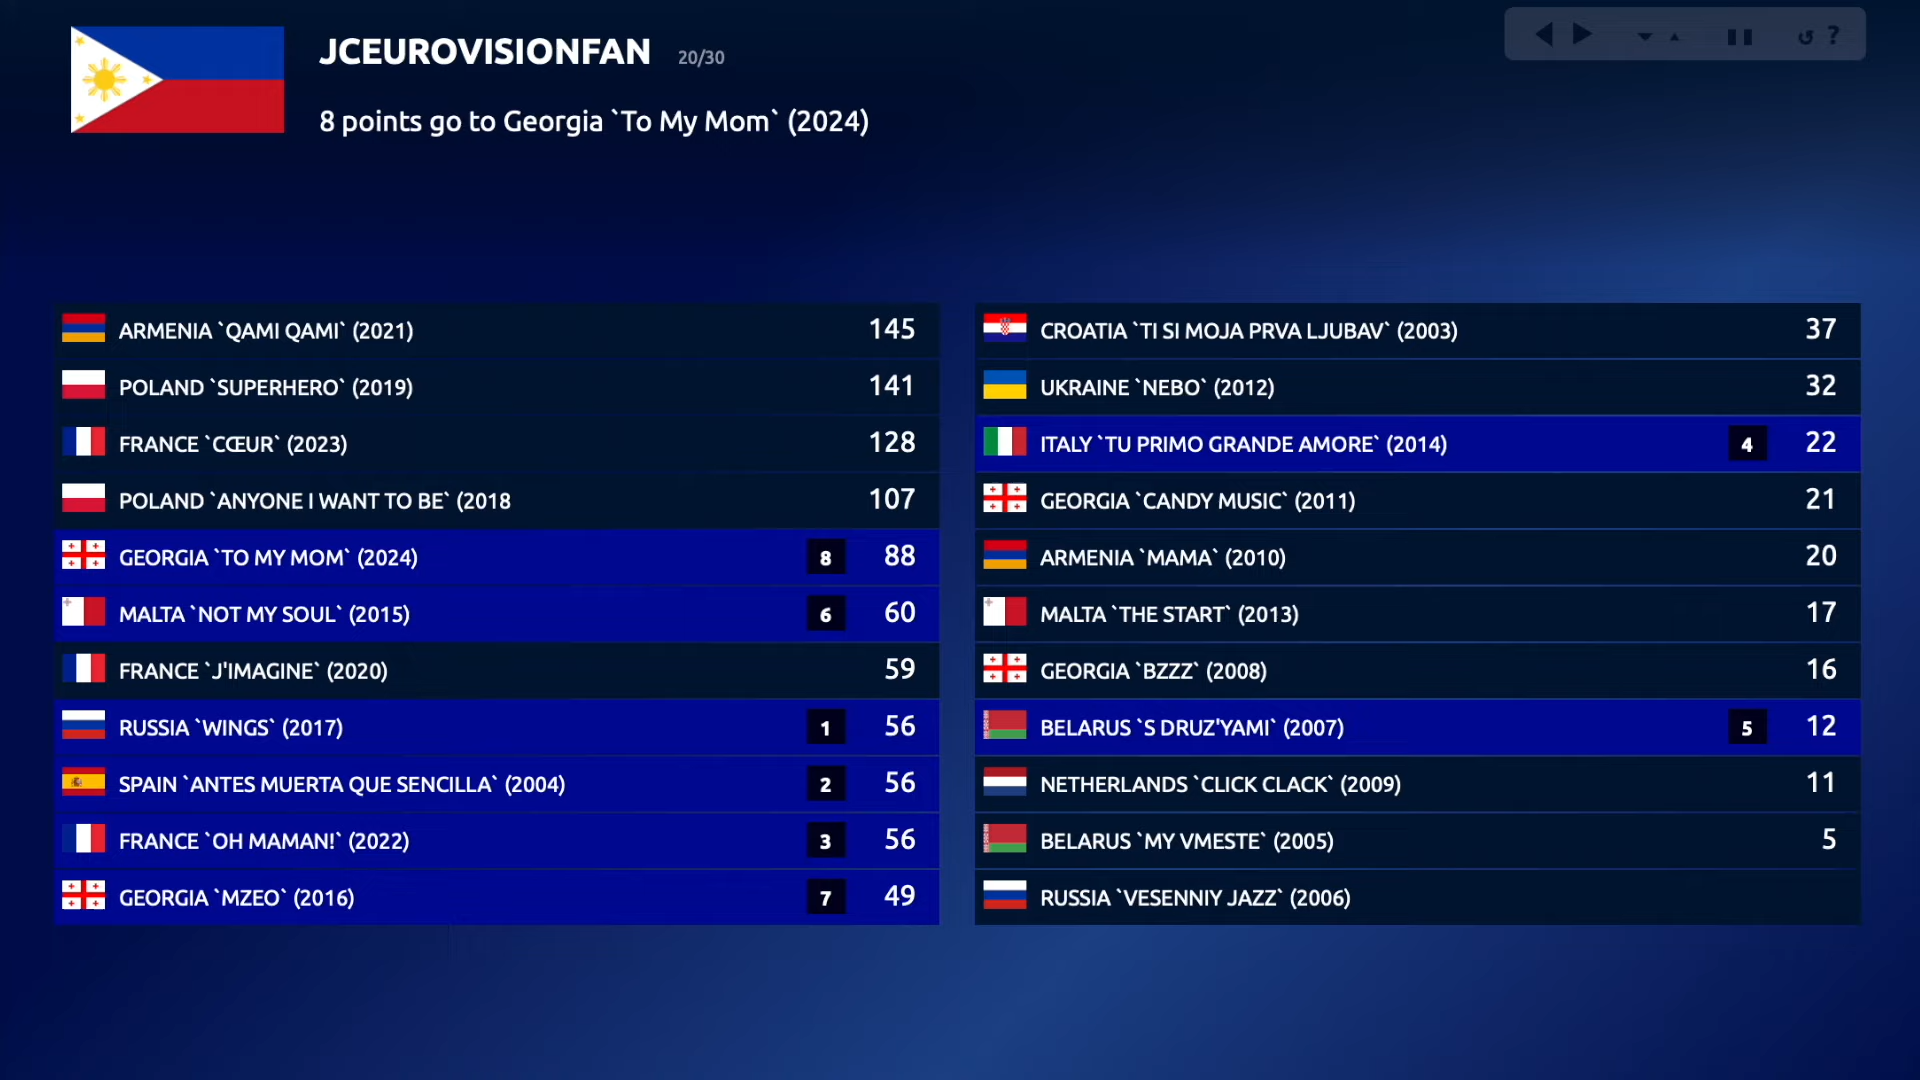 JCEUROVISIONFAN 20/30
8 points go to Georgia `To My Mom` (2024)
?
ARMENIA `QAMI QAMI` (2021) 145
POLAND `SUPERHERO` (2019) 141
FRANCE `CŒUR` (2023) 128
POLAND `ANYONE I WANT TO BE` (2018 107
GEORGIA `TO MY MOM` (2024) 8 88
MALTA `NOT MY SOUL` (2015) 6 60
FRANCE `J'IMAGINE` (2020) 59
RUSSIA `WINGS` (2017) 1 56
SPAIN `ANTES MUERTA QUE SENCILLA` (2004) 2 56
FRANCE `OH MAMAN!` (2022) 3 56
GEORGIA `MZEO` (2016) 7 49
CROATIA `TI SI MOJA PRVA LJUBAV` (2003) 37
UKRAINE `NEBO` (2012) 32
ITALY `TU PRIMO GRANDE AMORE` (2014) 4 22
GEORGIA `CANDY MUSIC` (2011) 21
ARMENIA `MAMA` (2010) 20
MALTA `THE START` (2013) 17
GEORGIA `BZZZ` (2008) 16
BELARUS `S DRUZ'YAMI` (2007) 5 12
NETHERLANDS `CLICK CLACK` (2009) 11
BELARUS `MY VMESTE` (2005) 5
RUSSIA `VESENNIY JAZZ` (2006)